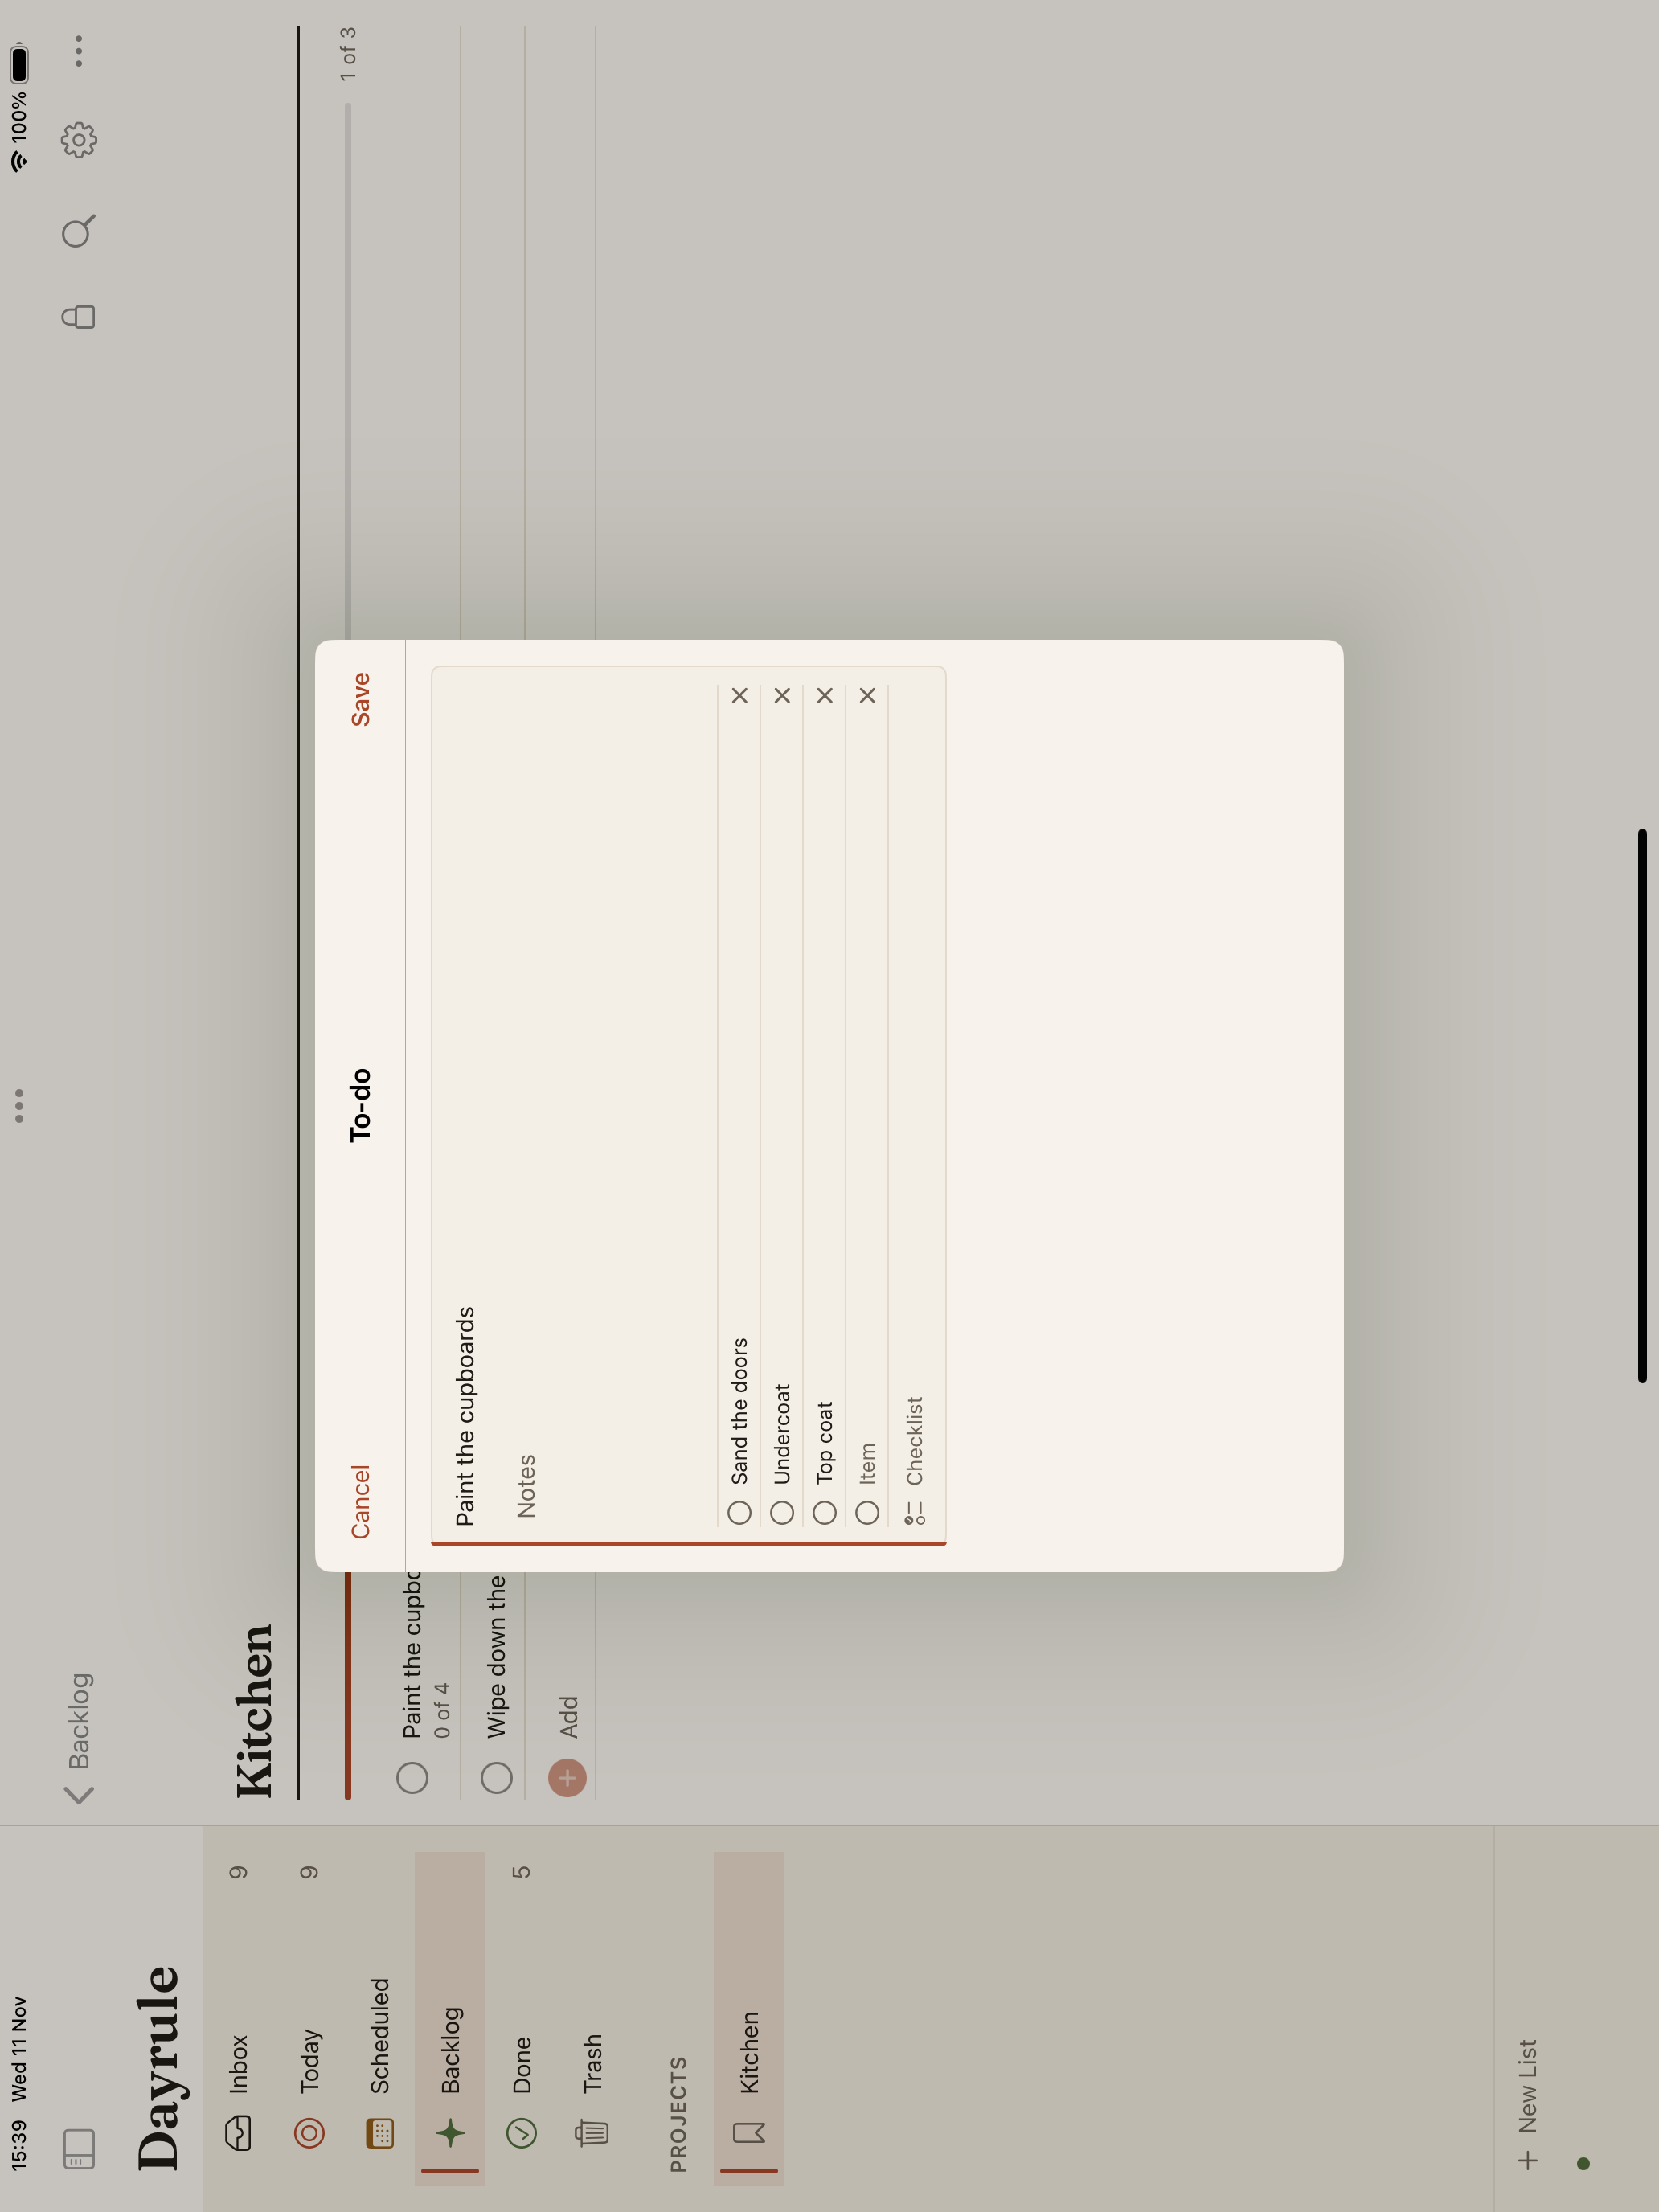 15:39 Wed 11 Nov
100%
Dayrule
Inbox 9
Today 9
Scheduled
Backlog
Done 5
Trash
PROJECTS
Kitchen
New List
Backlog
Kitchen
1 of 3
Paint the cupbo
0 of 4
Wipe down the
Add
Cancel To-do Save
Paint the cupboards
Notes
Sand the doors
Undercoat
Top coat
Item
Checklist